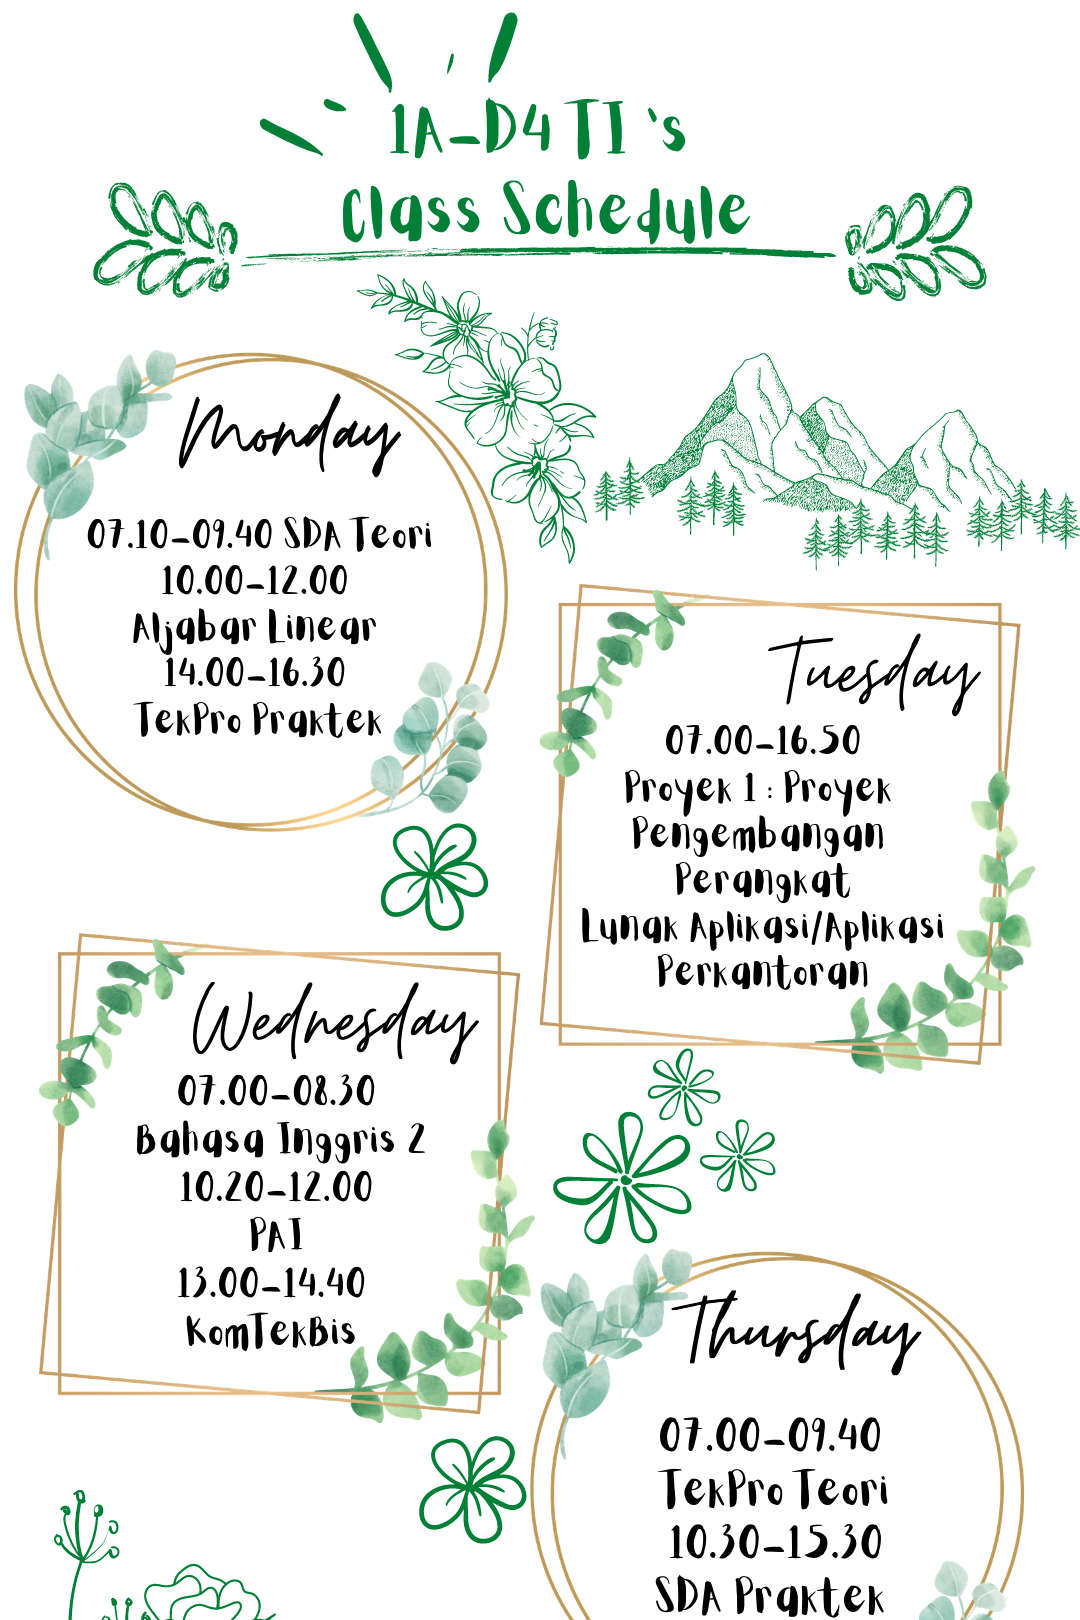 1A-D4 TI 's
Class Schedule
Monday
07.10-09.40 SDA Teori
10.00-12.00
Aljabar Linear
14.00-16.30
TekPro Praktek
Tuesday
07.00-16.50
Proyek 1 : Proyek
Pengembangan
Perangkat
Lunak Aplikasi/Aplikasi
Perkantoran
Wednesday
07.00-08.30
Bahasa Inggris 2
10.20-12.00
PAI
13.00-14.40
KomTekBis
Thursday
07.00-09.40
TekPro Teori
10.30-15.30
SDA Praktek